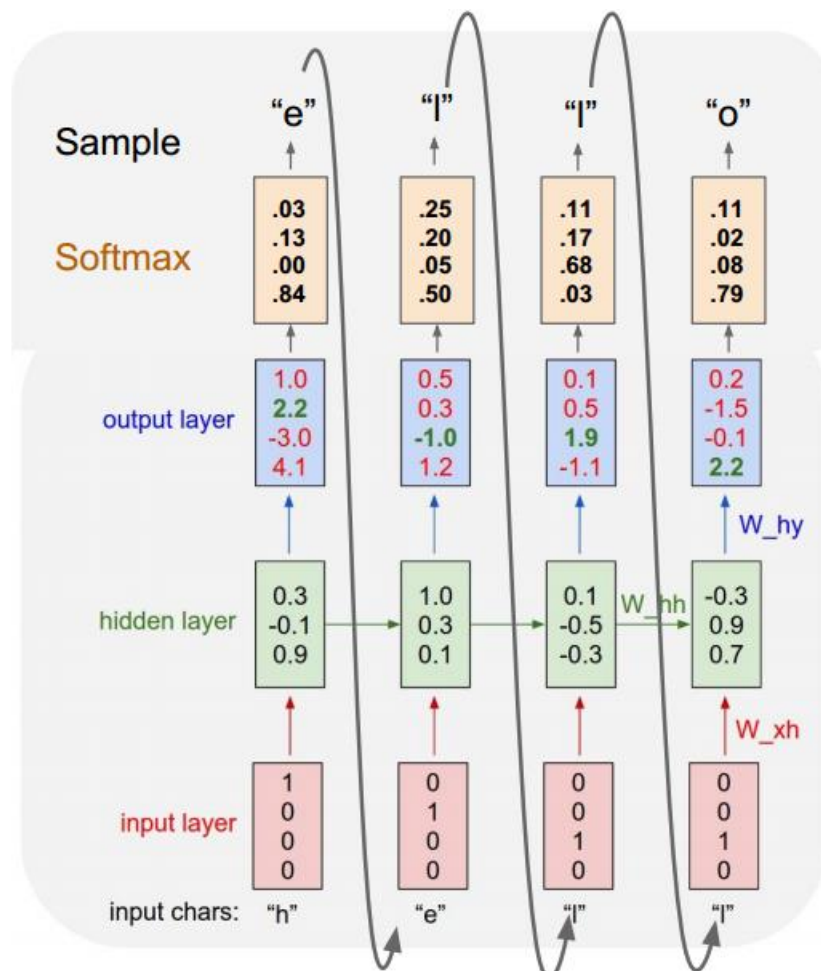 “e” “l” “l” “o”
Sample
.03 .25 .11 .11
.13 .20 .17 .02
Softmax
.00 .05 .68 .08
.84 .50 .03 .79
1.0 0.5 0.1 0.2
output layer 2.2 0.3 0.5 -1.5
-3.0 -1.0 1.9 -0.1
4.1 1.2 -1.1 2.2
W_hy
0.3 1.0 0.1 W_hh -0.3
hidden layer -0.1 0.3 -0.5 0.9
0.9 0.1 -0.3 0.7
W_xh
1 0 0 0
input layer 0 1 0 0
0 0 1 1
0 0 0 0
input chars: “h” “e” “l” “l”